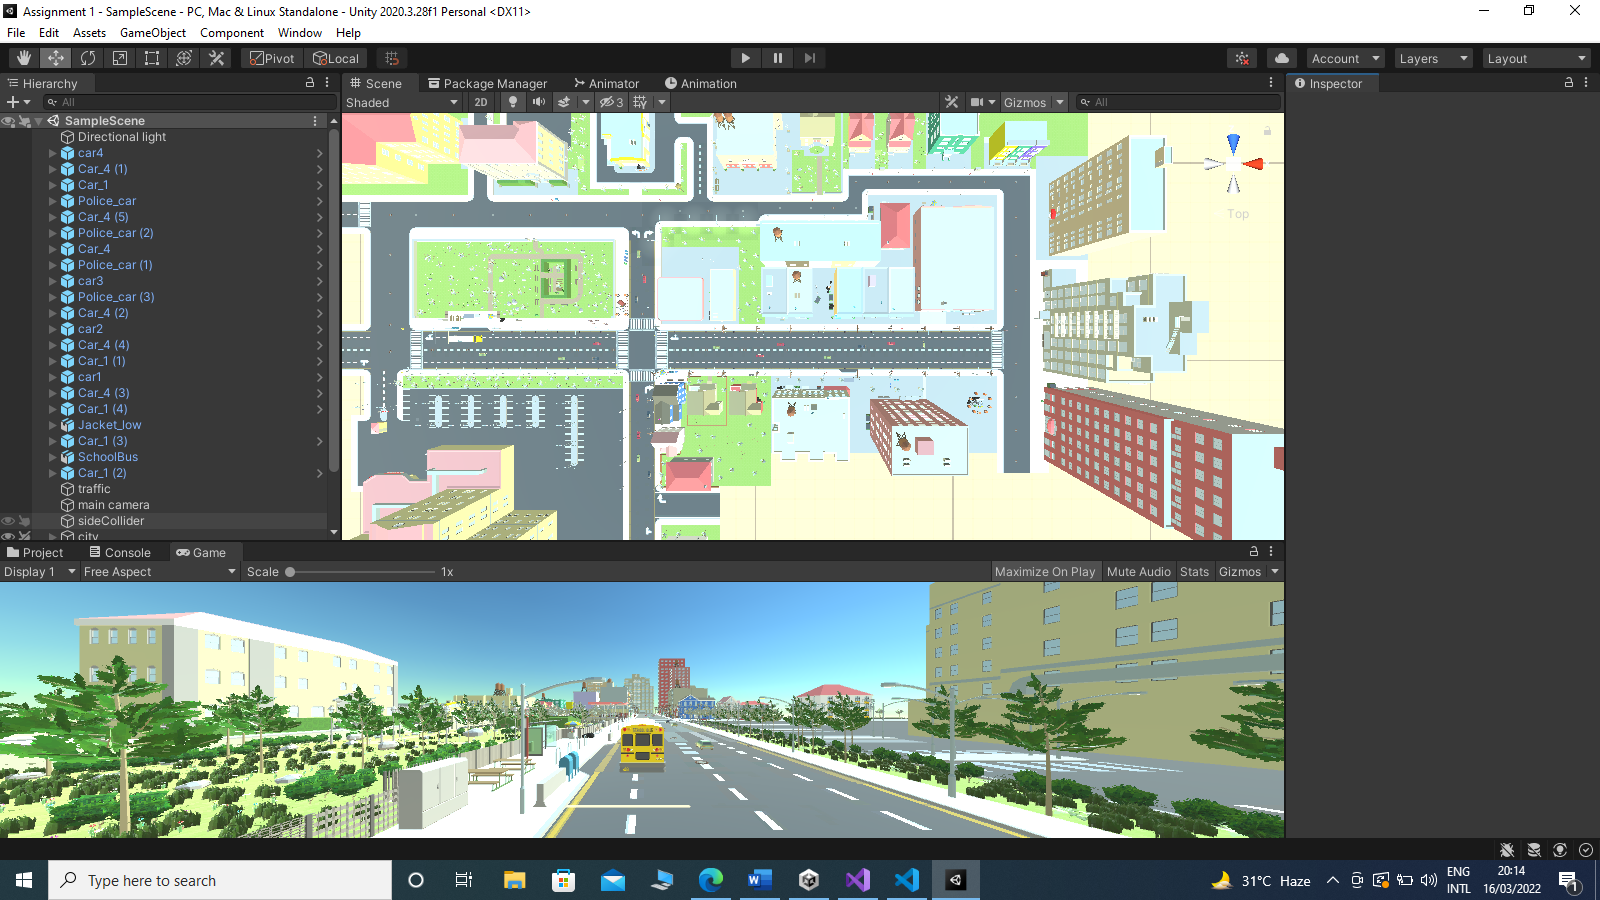 Assignment 1 - SampleScene - PC, Mac & Linux Standalone - Unity 2020.3.28f1 Personal <DX11>
File Edit Assets GameObject Component Window Help
Pivot Local Account Layers Layout
Hierarchy Scene Package Manager Animator Animation Inspector
All Shaded 2D 3 Gizmos All
SampleScene
Directional light
car4
Car_4 (1)
Car_1
Police_car
Car_4 (5)
Police_car (2)
Car_4
Police_car (1)
car3
Police_car (3)
Car_4 (2)
car2
Car_4 (4)
Car_1 (1)
car1
Car_4 (3)
Car_1 (4)
Jacket_low
Car_1 (3)
SchoolBus
Car_1 (2)
traffic
main camera
sideCollider
city
Top
Project Console Game
Display 1 Free Aspect Scale 1x Maximize On Play Mute Audio Stats Gizmos
Type here to search
31°C Haze
ENG
INTL
20:14
16/03/2022
1